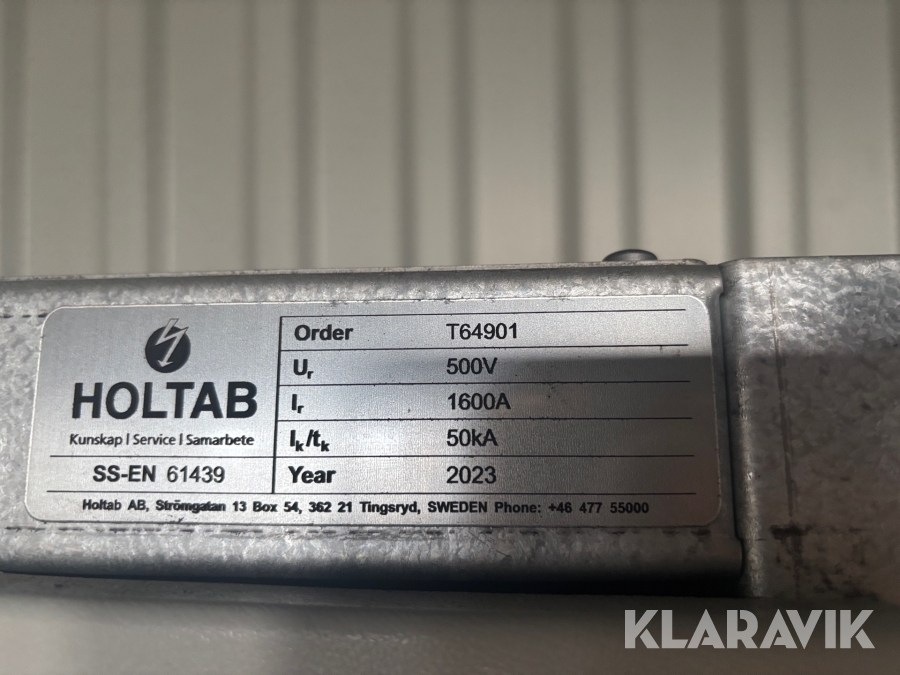 HOLTAB
Kunskap | Service | Samarbete
SS-EN 61439
Order T64901
Ur 500V
Ir 1600A
Ik/tk 50kA
Year 2023
Holtab AB, Strömgatan 13 Box 54, 362 21 Tingsryd, SWEDEN Phone: +46 477 55000
KLARAVIK